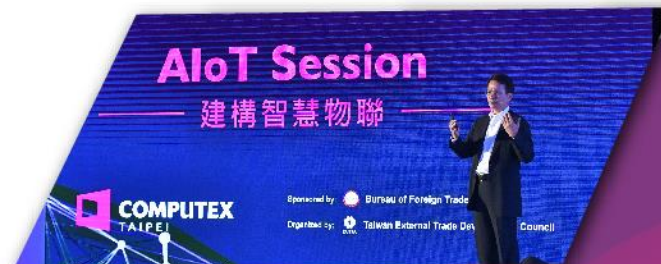 AIoT Session
建構智慧物聯
COMPUTEX
TAIPEI
Sponsored by: Bureau of Foreign Trade
Organized by: Taiwan External Trade Council